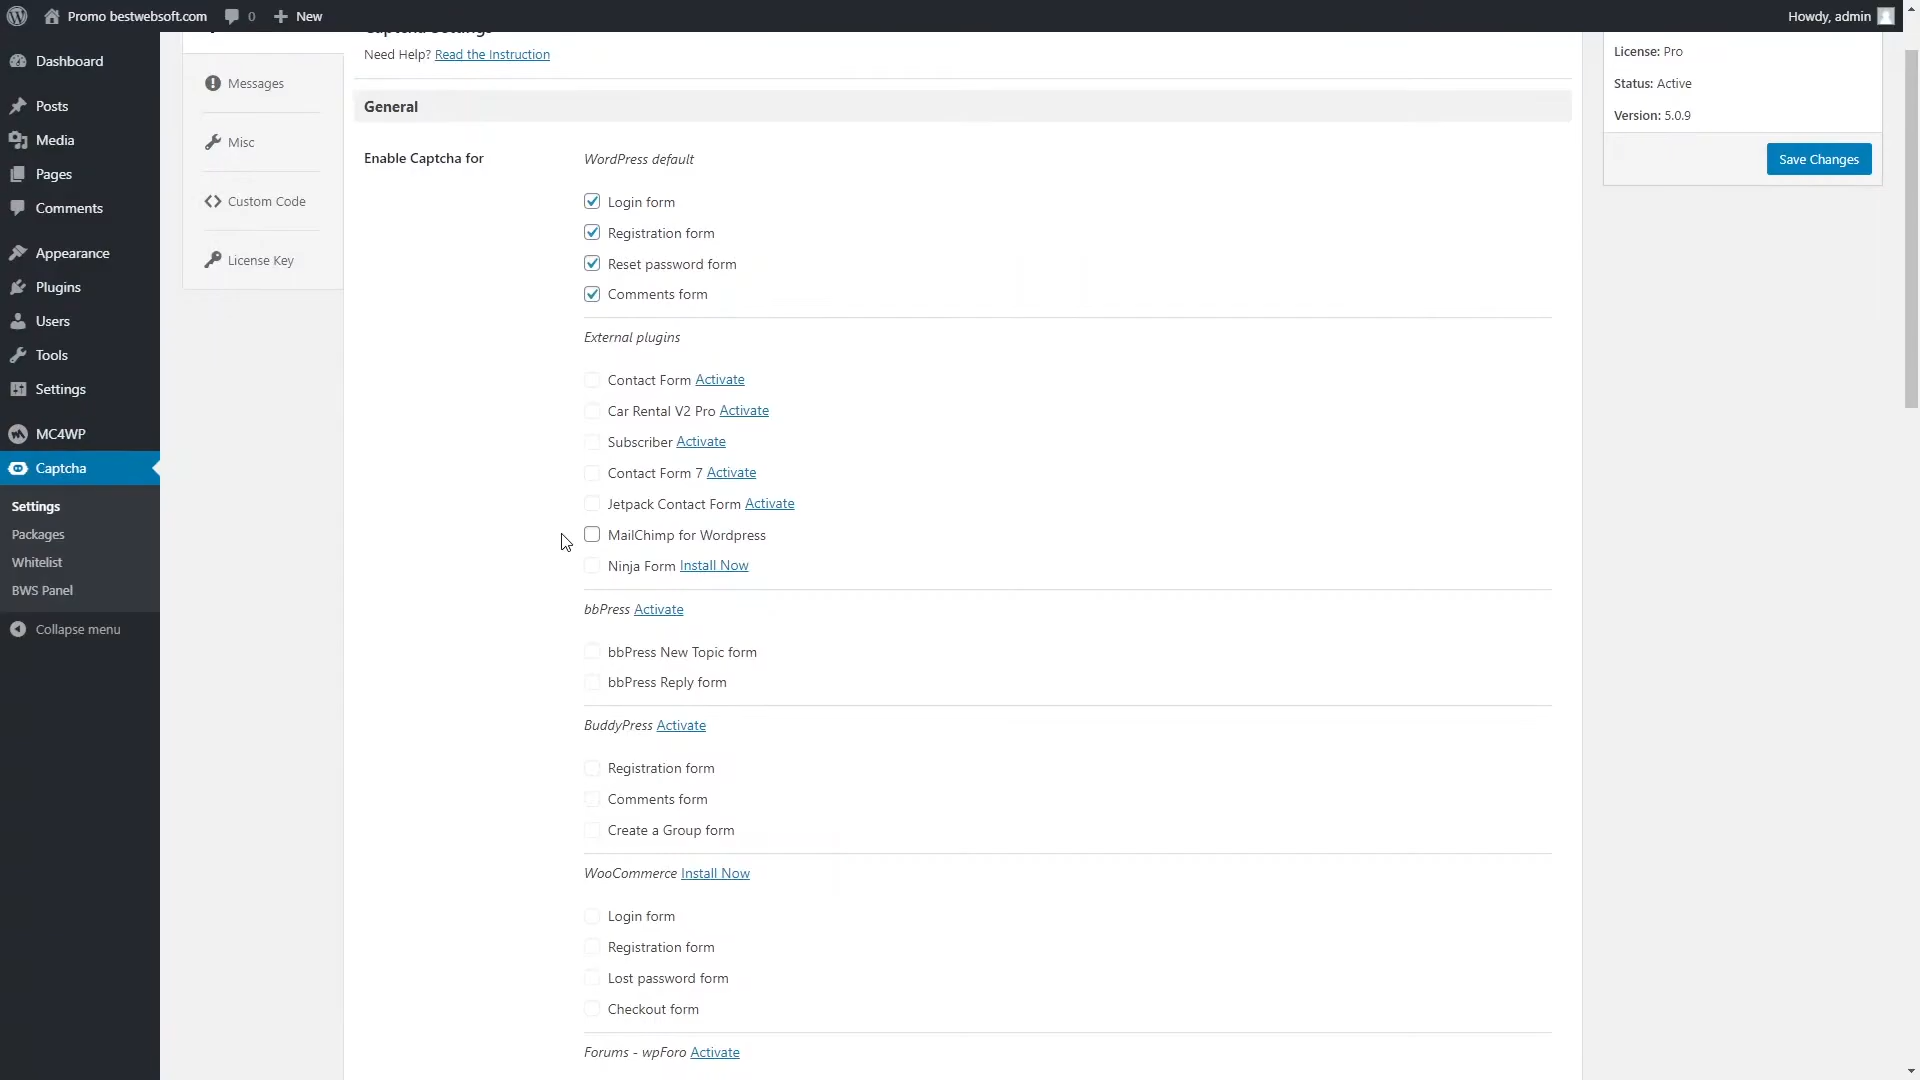 Promo bestwebsoft.com
0
New
Howdy, admin
Dashboard
Posts
Media
Pages
Comments
Appearance
Plugins
Users
Tools
Settings
MC4WP
Captcha
Settings
Packages
Whitelist
BWS Panel
Collapse menu
Messages
Misc
Custom Code
License Key
Captcha Settings
Need Help? Read the Instruction
General
Enable Captcha for
WordPress default
Login form
Registration form
Reset password form
Comments form
External plugins
Contact Form Activate
Car Rental V2 Pro Activate
Subscriber Activate
Contact Form 7 Activate
Jetpack Contact Form Activate
MailChimp for Wordpress
Ninja Form Install Now
bbPress Activate
bbPress New Topic form
bbPress Reply form
BuddyPress Activate
Registration form
Comments form
Create a Group form
WooCommerce Install Now
Login form
Registration form
Lost password form
Checkout form
Forums - wpForo Activate
License: Pro
Status: Active
Version: 5.0.9
Save Changes